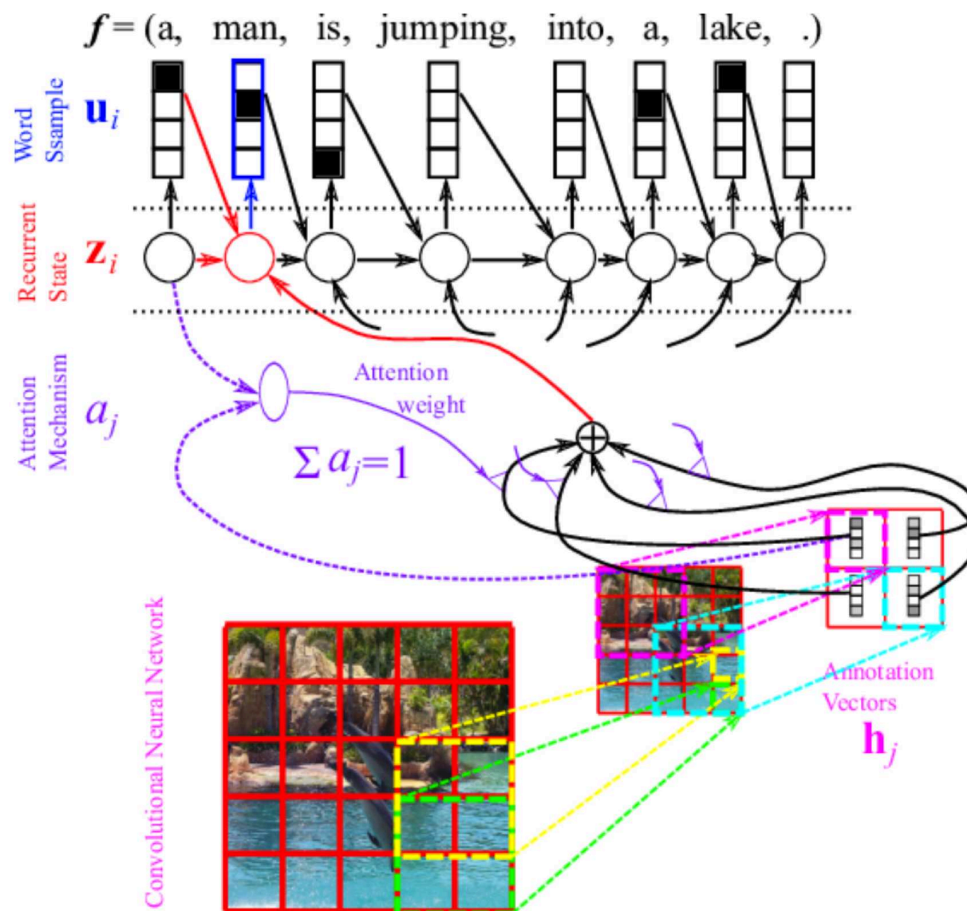 f = (a, man, is, jumping, into, a, lake, .)
Word
Ssample
u_i
Recurrent
State
z_i
Attention
Mechanism
a_j
Attention
weight
Σ a_j=1
Convolutional Neural Network
Annotation
Vectors
h_j